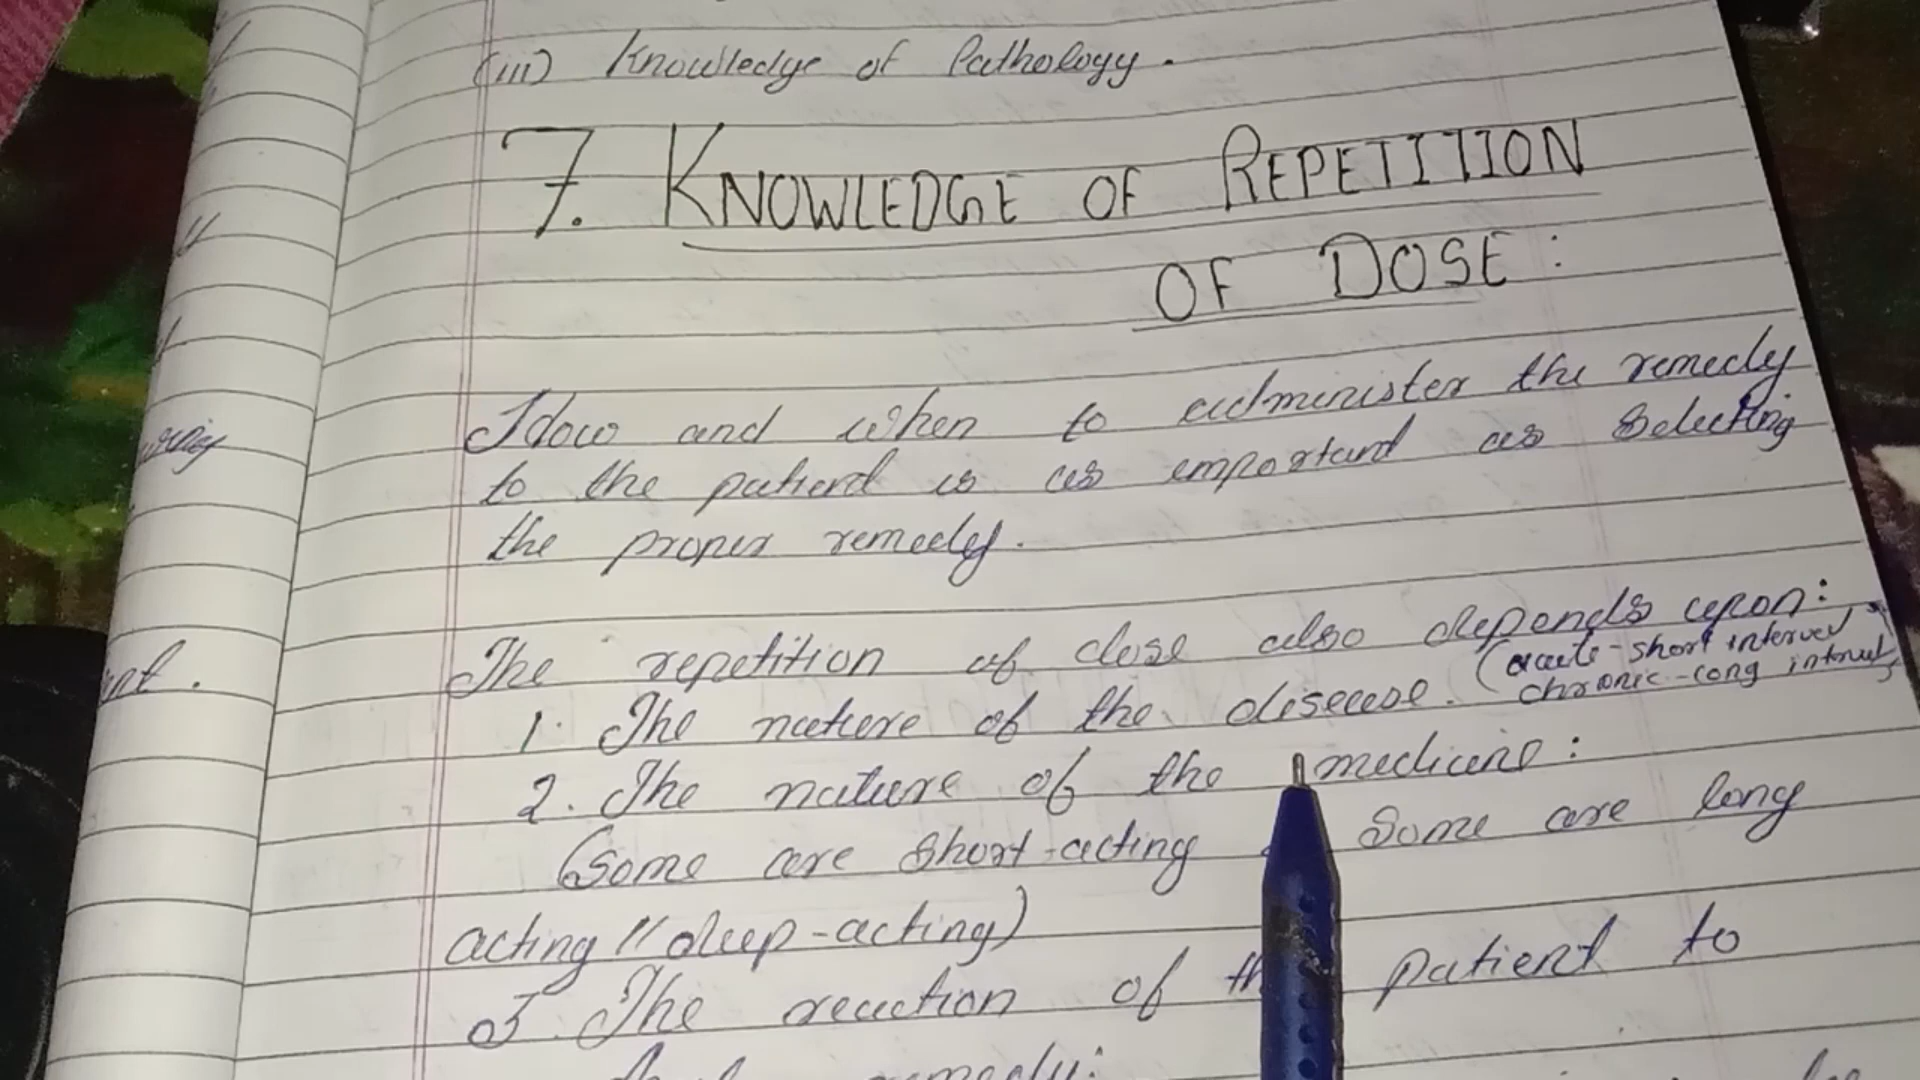 (iii) Knowledge of Pathology.
7. KNOWLEDGE OF REPETITION
OF DOSE:
How and when to administer the remedy
to the patient is as important as selecting
the proper remedy.
The repetition of dose also depends upon:
1. The nature of the disease. (acute-short interval,
chronic-long interval)
2. The nature of the medicine:
(Some are short-acting Some are long
acting // deep-acting)
3. The reaction of the patient to
remedy: